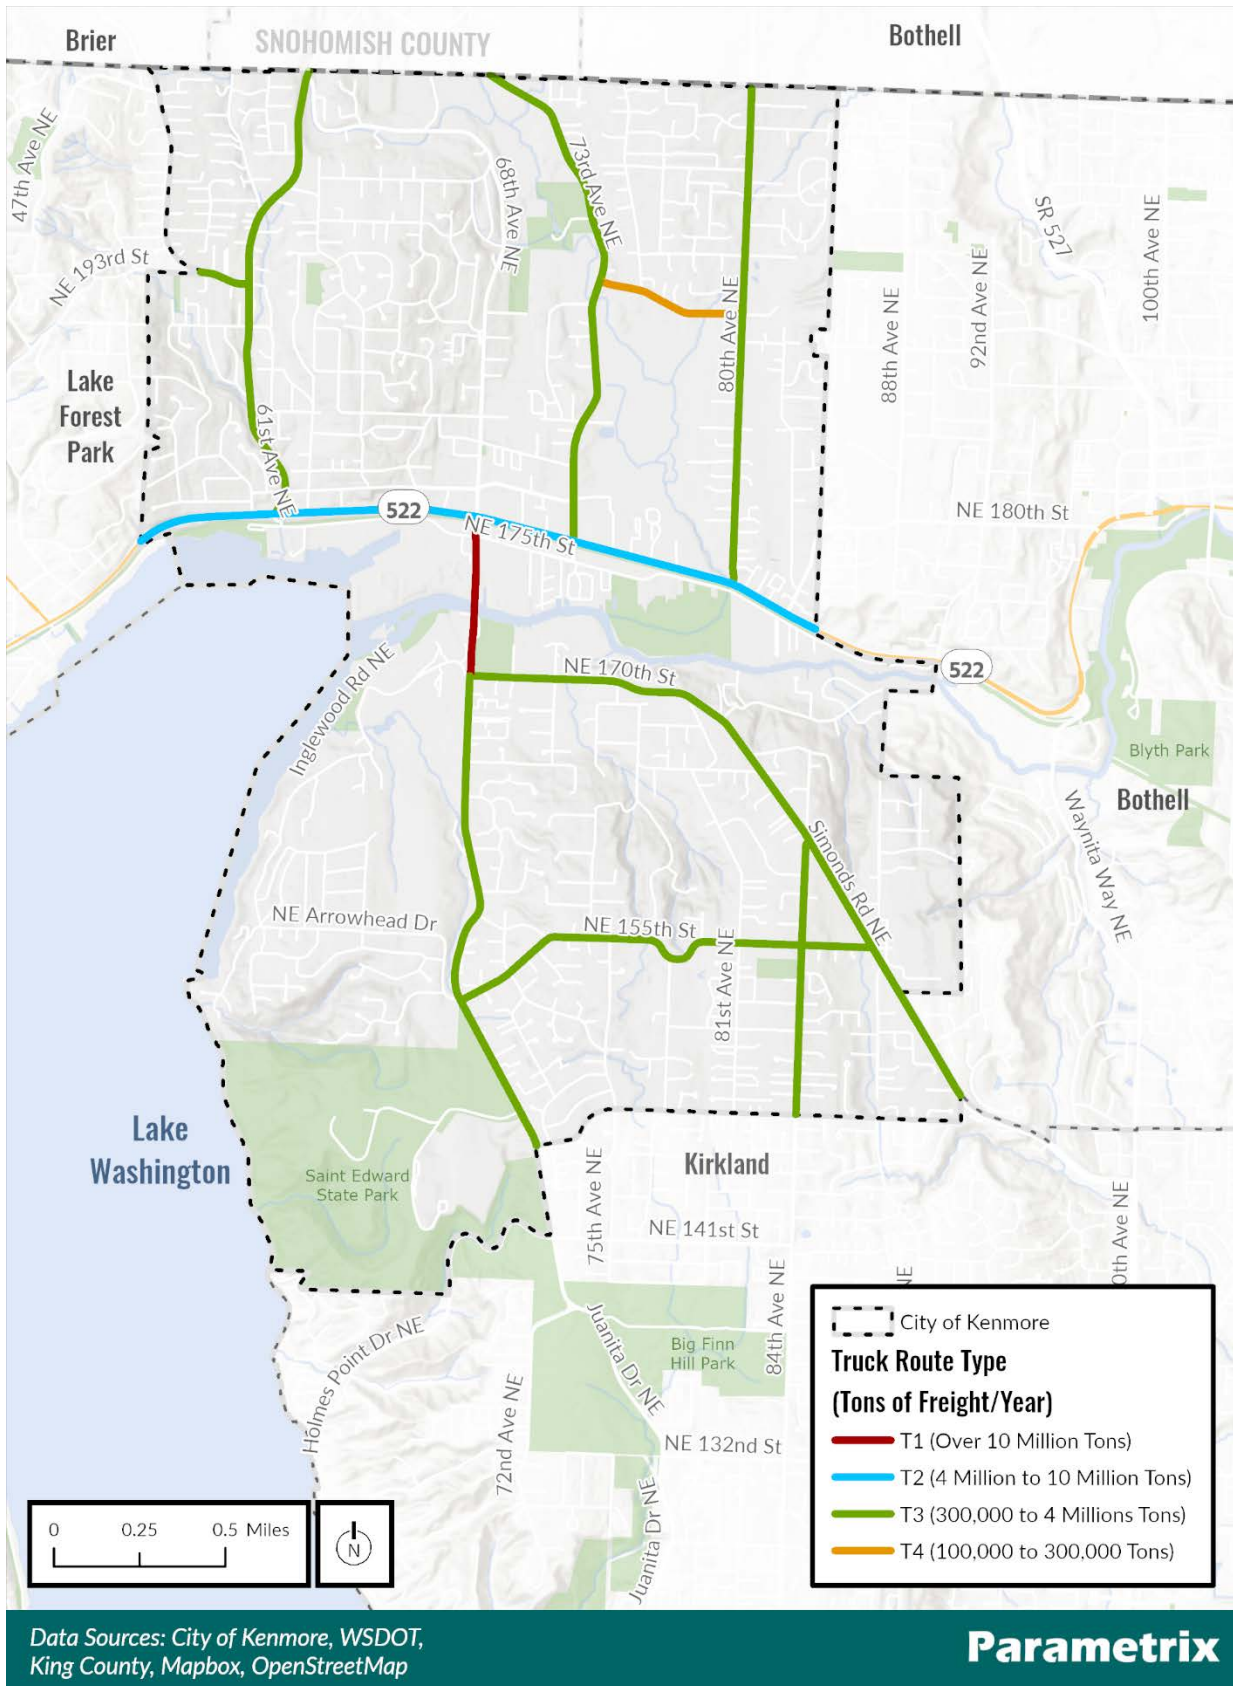 Brier
SNOHOMISH COUNTY
Bothell
47th Ave NE
68th Ave NE
73rd Ave NE
SR 527
100th Ave NE
NE 193rd St
80th Ave NE
88th Ave NE
92nd Ave NE
Lake
Forest
Park
61st Ave NE
522
NE 175th St
NE 180th St
Inglewood Rd NE
NE 170th St
522
Blyth Park
Bothell
Waynita Way NE
Simonds Rd NE
NE Arrowhead Dr
NE 155th St
81st Ave NE
Lake
Washington
Saint Edward
State Park
Kirkland
75th Ave NE
NE 141st St
0th Ave NE
NE
84th Ave NE
Holmes Point Dr NE
Juanita Dr NE
Big Finn
Hill Park
72nd Ave NE
NE 132nd St
Juanita Dr NE
City of Kenmore
Truck Route Type
(Tons of Freight/Year)
T1 (Over 10 Million Tons)
T2 (4 Million to 10 Million Tons)
T3 (300,000 to 4 Millions Tons)
T4 (100,000 to 300,000 Tons)
0 0.25 0.5 Miles
N
Data Sources: City of Kenmore, WSDOT,
King County, Mapbox, OpenStreetMap
Parametrix